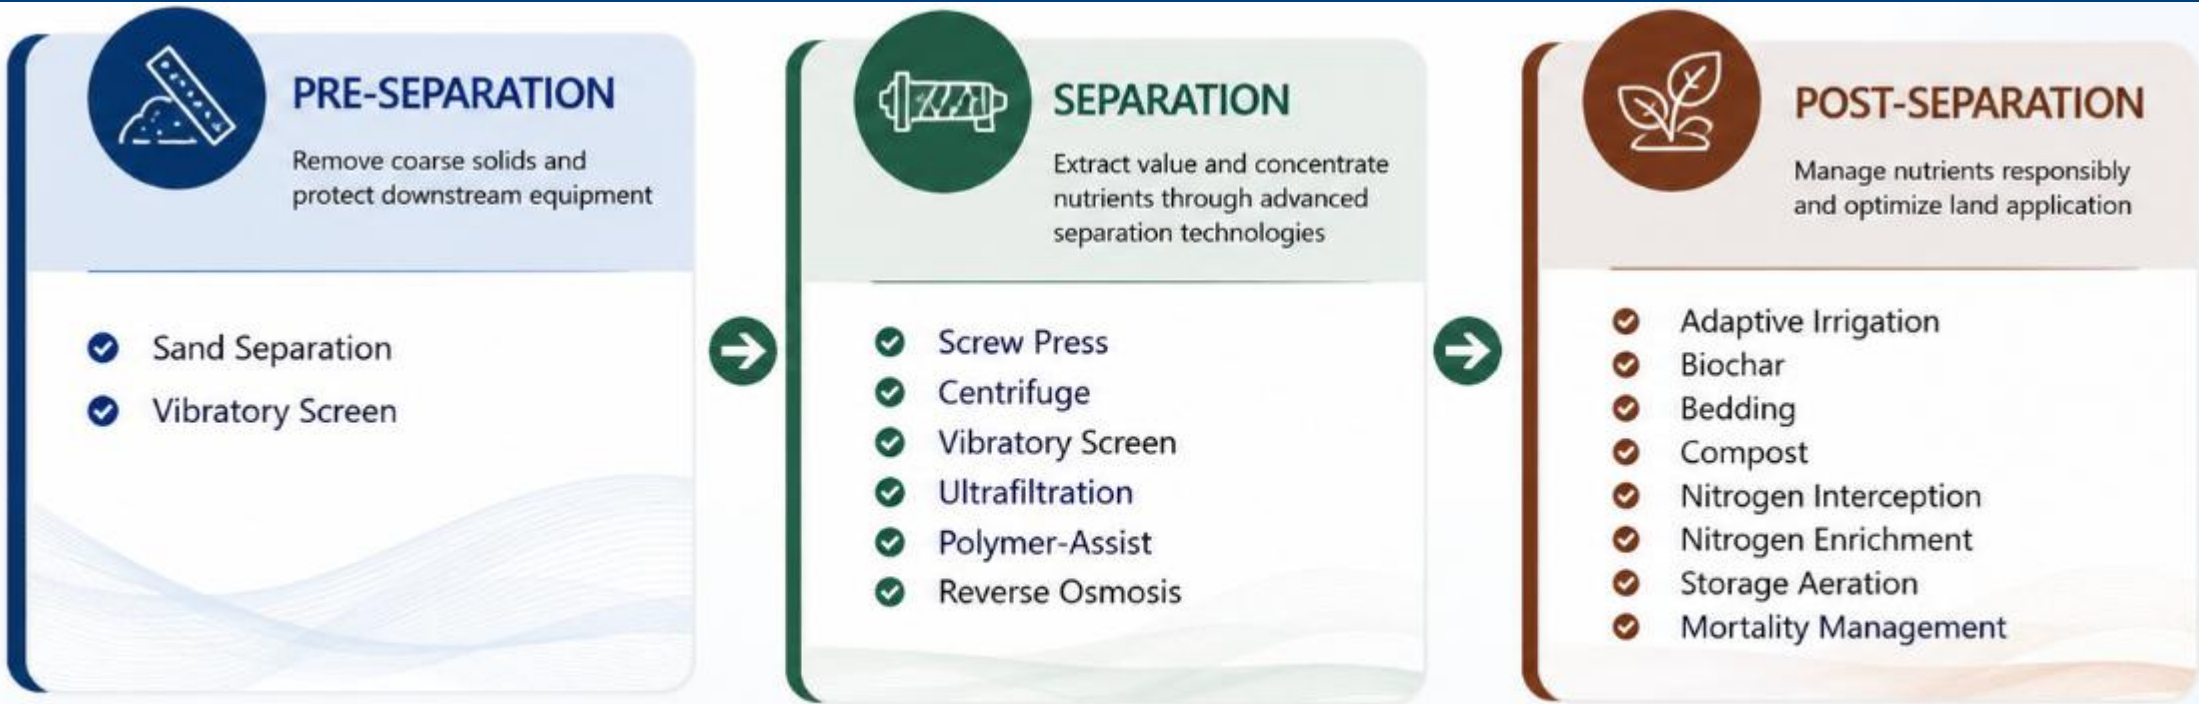 PRE-SEPARATION
Remove coarse solids and
protect downstream equipment
Sand Separation
Vibratory Screen
SEPARATION
Extract value and concentrate
nutrients through advanced
separation technologies
Screw Press
Centrifuge
Vibratory Screen
Ultrafiltration
Polymer-Assist
Reverse Osmosis
POST-SEPARATION
Manage nutrients responsibly
and optimize land application
Adaptive Irrigation
Biochar
Bedding
Compost
Nitrogen Interception
Nitrogen Enrichment
Storage Aeration
Mortality Management